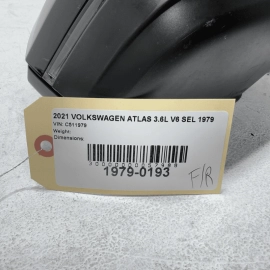 2021 VOLKSWAGEN ATLAS 3.6L V6 SEL 1979
VIN: C511979
Weight:
Dimensions:
1979-0193
F/R